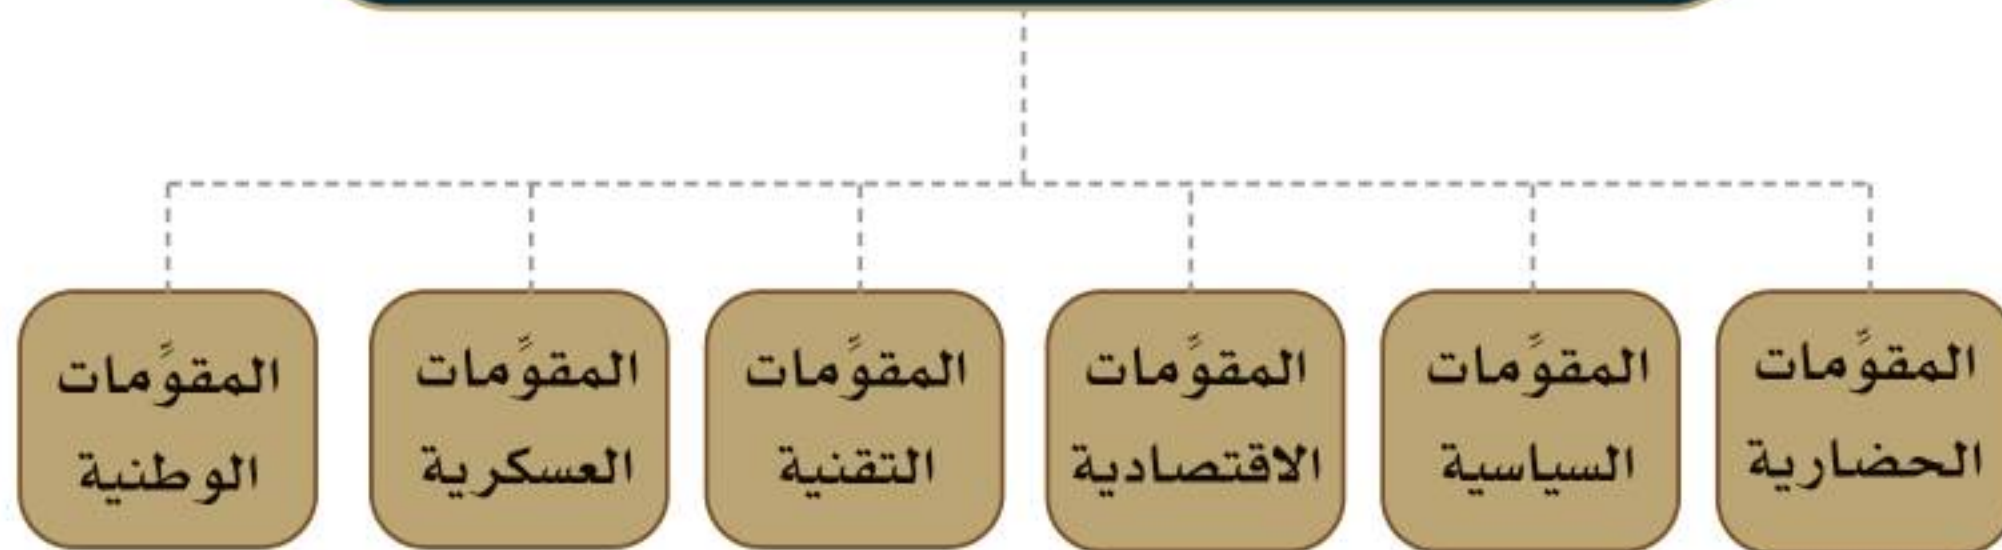 المقوِّمات
الحضارية
المقوِّمات
السياسية
المقوِّمات
الاقتصادية
المقوِّمات
التقنية
المقوِّمات
العسكرية
المقوِّمات
الوطنية